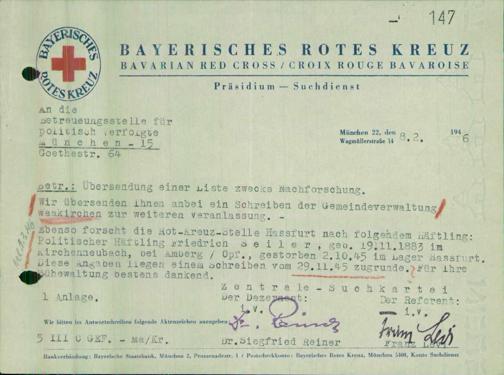 147
BAYERISCHES
ROTES KREUZ
BAYERISCHES ROTES KREUZ
BAVARIAN RED CROSS / CROIX ROUGE BAVAROISE
Präsidium — Suchdienst
An die
Betreuungsstelle für
politisch Verfolgte
München - 15
Goethestr. 64
München 22, den 8.2. 1946
Wagmüllerstraße 14
Betr.: Übersendung einer Liste zwecks Nachforschung.
Wir übersenden Ihnen anbei ein Schreiben der Gemeindeverwaltung
Waakirchen zur weiteren Veranlassung. -
Ebenso forscht die Rot-Kreuz-Stelle Hassfurt nach folgendem Häftling:
Politischer Häftling Friedrich Seiler, geb. 19.11.1883 in
Kirchenneubach, bei Amberg / Opf., gestorben 2.10.45 im Lager Hassfurt.
Diese Angaben liegen einem Schreiben vom 29.11.45 zugrunde. Für Ihre
Mühewaltung bestens dankend.
Zentrale - Suchkartei
1 Anlage.
Der Dezernent:
Der Referent:
i.V.
i.V.
Wir bitten im Antwortschreiben folgende Aktenzeichen anzugeben
5 III C GEF. - Ma/Kr.
Dr. Siegfried Reiner
Franz Levi
Bankverbindung: Bayerische Staatsbank, München 2, Promenadestr. 1 / Postscheckkonto: Bayerisches Rotes Kreuz, München 5400, Konto Suchdienst